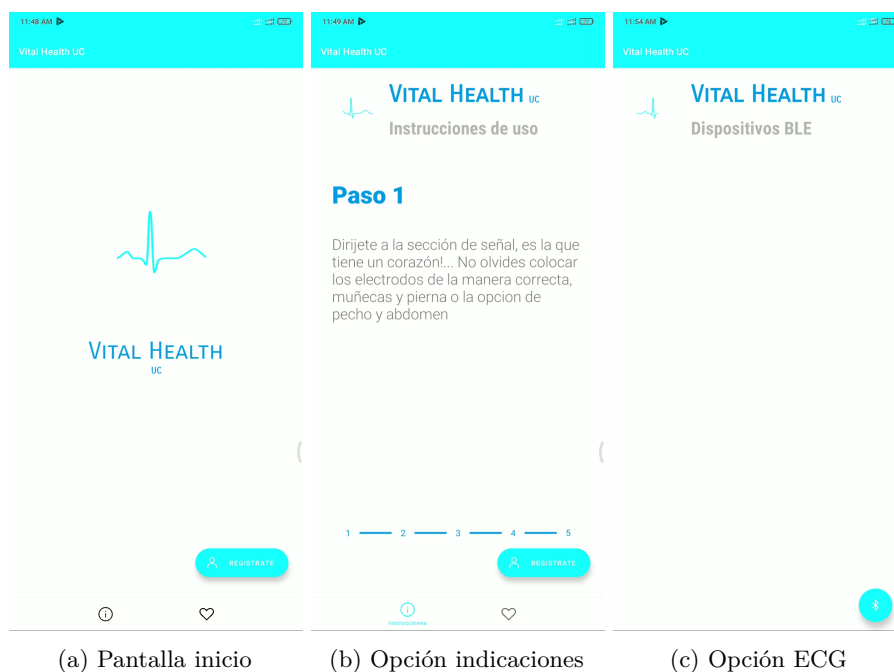 11:48 AM
Vital Health UC
VITAL HEALTH
UC
REGISTRATE
11:49 AM
Vital Health UC
VITAL HEALTH UC
Instrucciones de uso
Paso 1
Dirijete a la sección de señal, es la que
tiene un corazón!... No olvides colocar
los electrodos de la manera correcta,
muñecas y pierna o la opcion de
pecho y abdomen
1 2 3 4 5
REGISTRATE
Instrucciones
11:54 AM
Vital Health UC
VITAL HEALTH UC
Dispositivos BLE
(a) Pantalla inicio
(b) Opción indicaciones
(c) Opción ECG